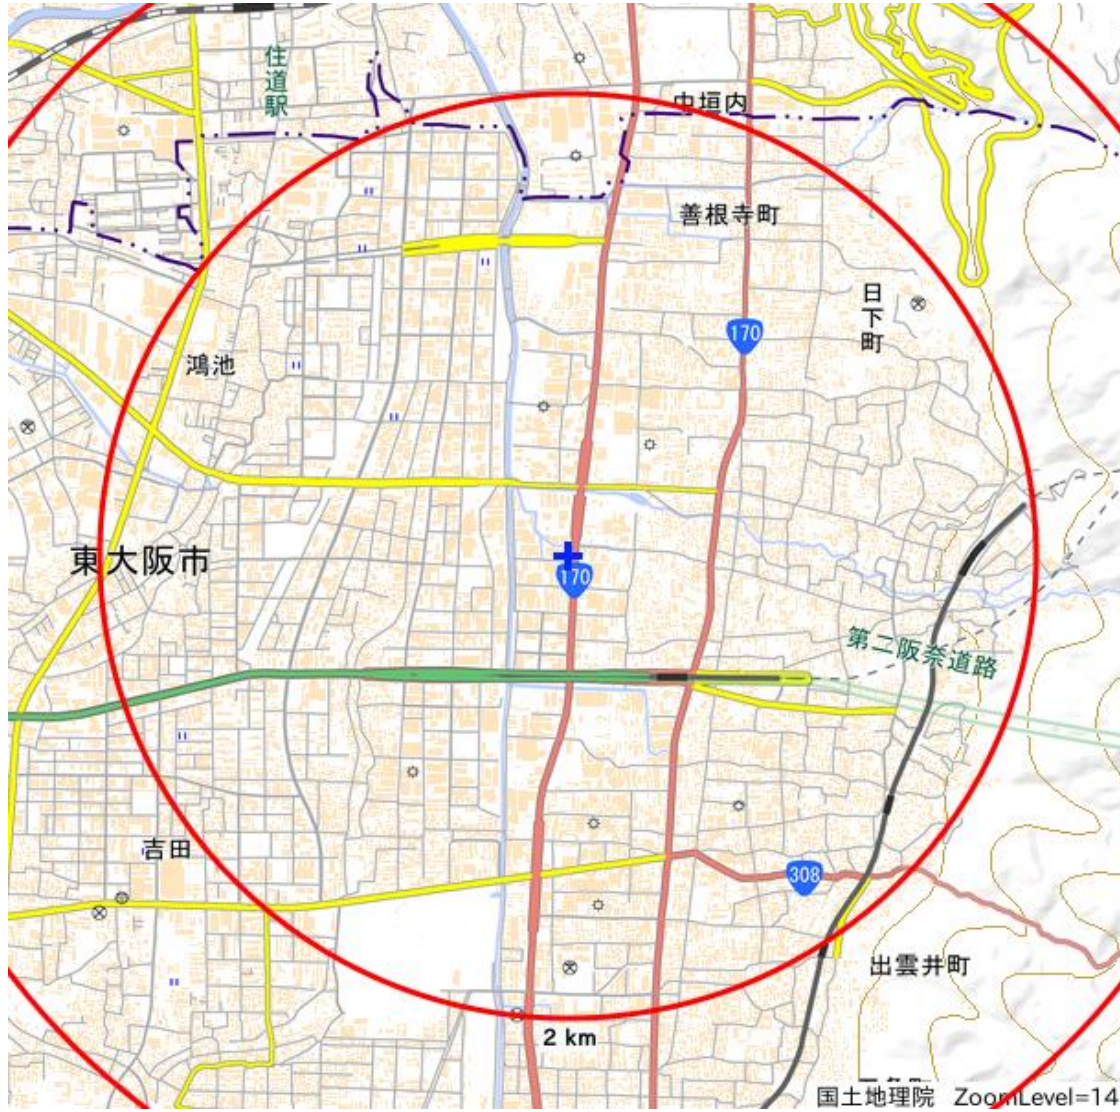 住道駅
中垣内
善根寺町
日下町
170
鴻池
東大阪市
170
第二阪奈道路
吉田
308
出雲井町
2 km
国土地理院 ZoomLevel=14